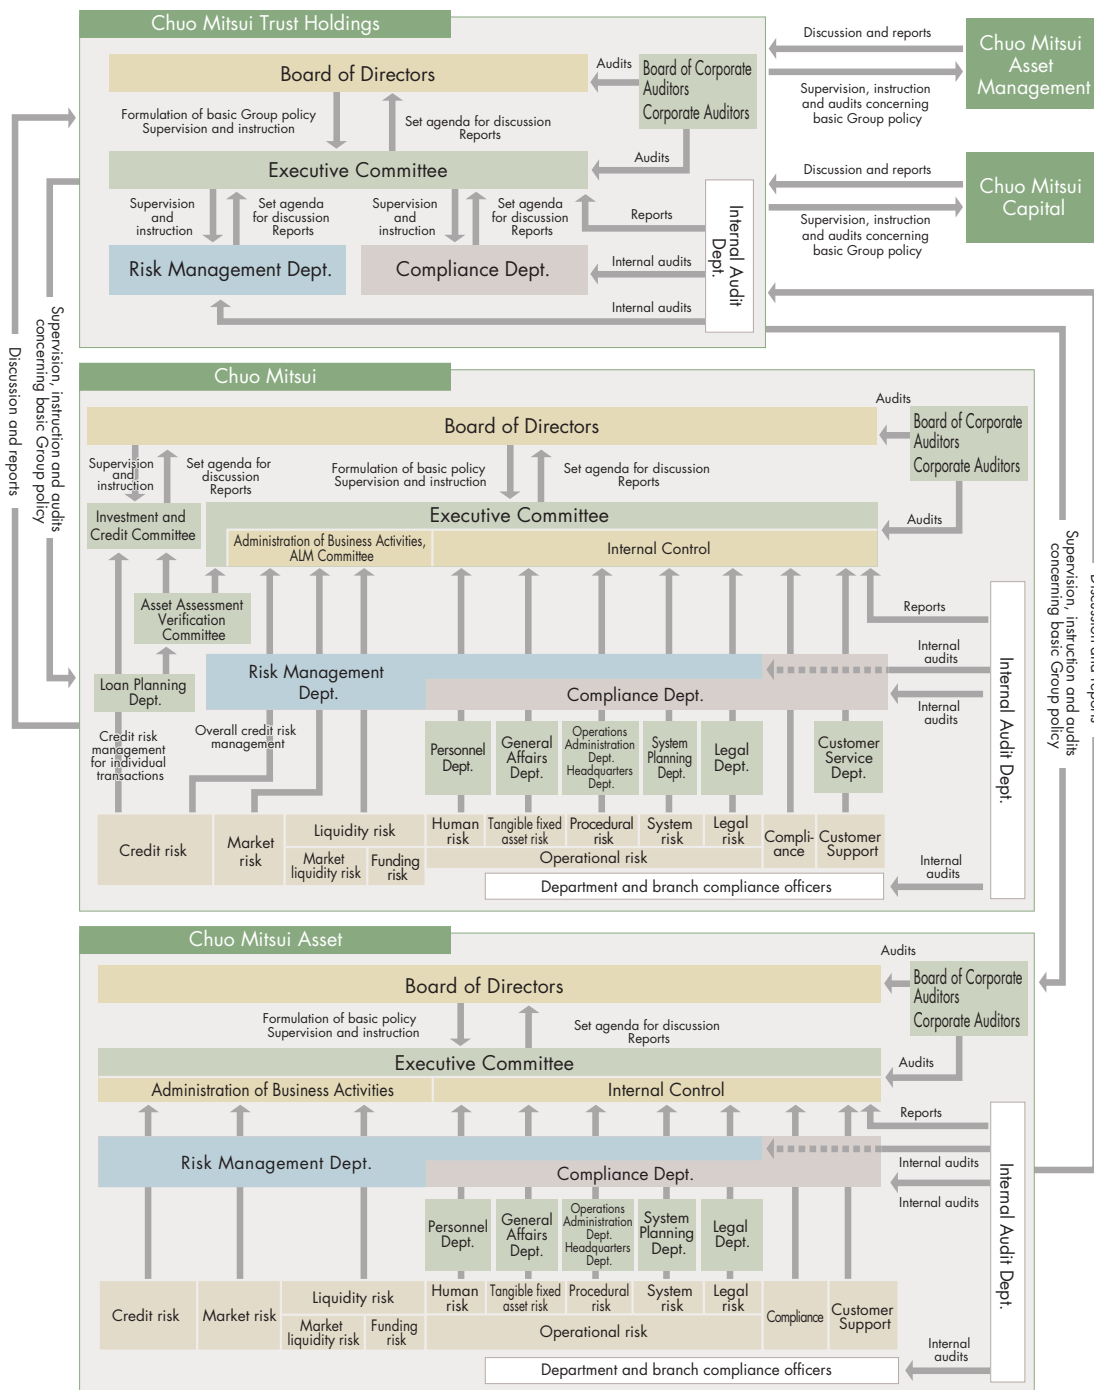 Chuo Mitsui Trust Holdings
Board of Directors
Audits
Board of Corporate
Auditors
Corporate Auditors
Formulation of basic Group policy
Supervision and instruction
Set agenda for discussion
Reports
Audits
Executive Committee
Supervision
and
instruction
Set agenda
for discussion
Reports
Supervision
and
instruction
Set agenda
for discussion
Reports
Reports
Risk Management Dept.
Compliance Dept.
Internal audits
Internal audits
Internal Audit
Dept.
Discussion and reports
Supervision, instruction
and audits concerning
basic Group policy
Chuo Mitsui
Asset
Management
Discussion and reports
Supervision, instruction
and audits concerning
basic Group policy
Chuo Mitsui
Capital
Supervision, instruction and audits
concerning basic Group policy
Discussion and reports
Chuo Mitsui
Board of Directors
Audits
Board of Corporate
Auditors
Corporate Auditors
Supervision
and
instruction
Set agenda for
discussion
Reports
Formulation of basic policy
Supervision and instruction
Set agenda for discussion
Reports
Audits
Investment and
Credit Committee
Executive Committee
Administration of Business Activities,
ALM Committee
Internal Control
Asset Assessment
Verification
Committee
Reports
Internal
audits
Internal
audits
Loan Planning
Dept.
Risk Management
Dept.
Compliance Dept.
Credit risk
management
for individual
transactions
Overall credit risk
management
Personnel
Dept.
General
Affairs
Dept.
Operations
Administration
Dept.
Headquarters
Dept.
System
Planning
Dept.
Legal
Dept.
Customer
Service
Dept.
Internal Audit Dept.
Credit risk
Market
risk
Liquidity risk
Market
liquidity risk
Funding
risk
Human
risk
Tangible fixed
asset risk
Procedural
risk
System
risk
Legal
risk
Operational risk
Compli-
ance
Customer
Support
Department and branch compliance officers
Internal
audits
Supervision, instruction and audits
concerning basic Group policy
Discussion and reports
Chuo Mitsui Asset
Board of Directors
Audits
Board of Corporate
Auditors
Corporate Auditors
Formulation of basic policy
Supervision and instruction
Set agenda for discussion
Reports
Executive Committee
Audits
Administration of Business Activities
Internal Control
Reports
Risk Management Dept.
Compliance Dept.
Internal audits
Internal audits
Personnel
Dept.
General
Affairs
Dept.
Operations
Administration
Dept.
Headquarters
Dept.
System
Planning
Dept.
Legal
Dept.
Internal Audit Dept.
Credit risk
Market risk
Liquidity risk
Market
liquidity risk
Funding
risk
Human
risk
Tangible fixed
asset risk
Procedural
risk
System
risk
Legal
risk
Operational risk
Compliance
Customer
Support
Department and branch compliance officers
Internal
audits